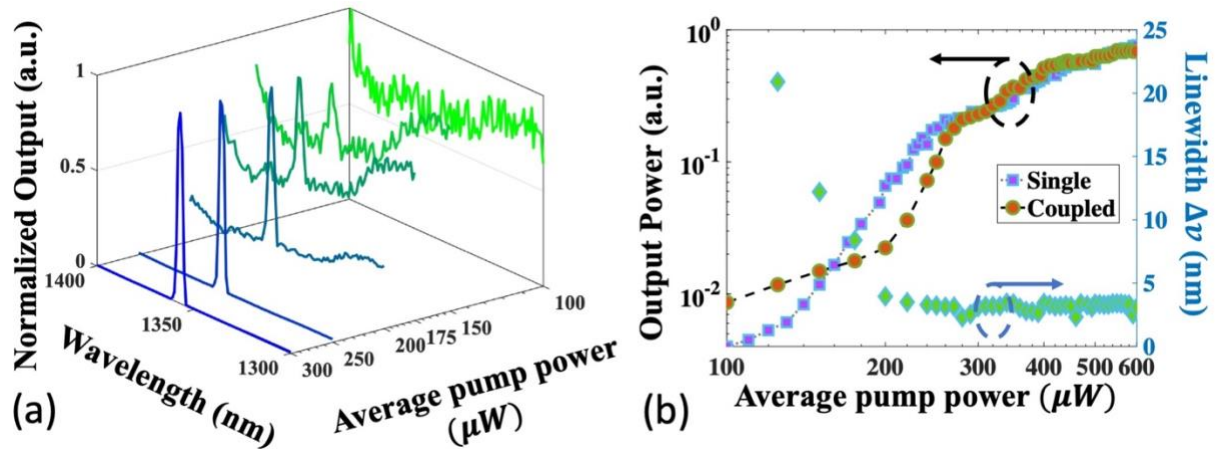 (a)
Normalized Output (a.u.)
1
0.5
0
1400
1350
1300
Wavelength (nm)
300
250
200
175
150
100
Average pump power
(μW)
(b)
Output Power (a.u.)
10⁰
10⁻¹
10⁻²
100
200
300
400
500
600
Average pump power (μW)
Single
Coupled
25
20
15
10
5
0
Linewidth Δν (nm)